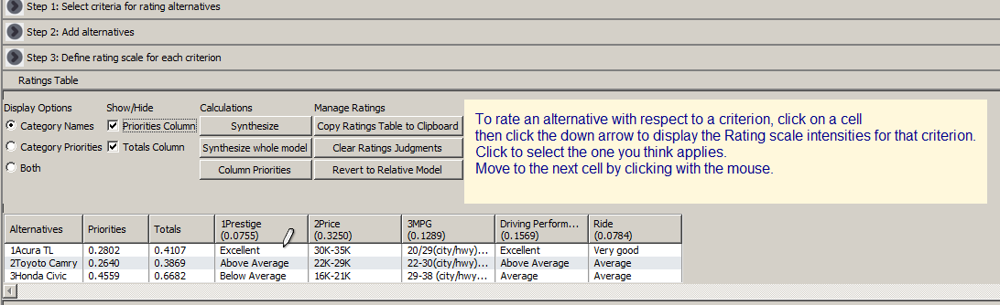 Step 1: Select criteria for rating alternatives
Step 2: Add alternatives
Step 3: Define rating scale for each criterion
Ratings Table
Display Options Show/Hide Calculations Manage Ratings
Category Names Priorities Column Synthesize Copy Ratings Table to Clipboard
Category Priorities Totals Column Synthesize whole model Clear Ratings Judgments
Both Column Priorities Revert to Relative Model
To rate an alternative with respect to a criterion, click on a cell
then click the down arrow to display the Rating scale intensities for that criterion.
Click to select the one you think applies.
Move to the next cell by clicking with the mouse.
Alternatives Priorities Totals 1Prestige (0.0755) 2Price (0.3250) 3MPG (0.1289) Driving Perform... (0.1569) Ride (0.0784)
1Acura TL 0.2802 0.4107 Excellent 30K-35K 20/29(city/hwy)... Excellent Very good
2Toyoto Camry 0.2640 0.3869 Above Average 22K-29K 22-30(city/hwy)... Above Average Average
3Honda Civic 0.4559 0.6682 Below Average 16K-21K 29-38 (city/hwy)... Average Average